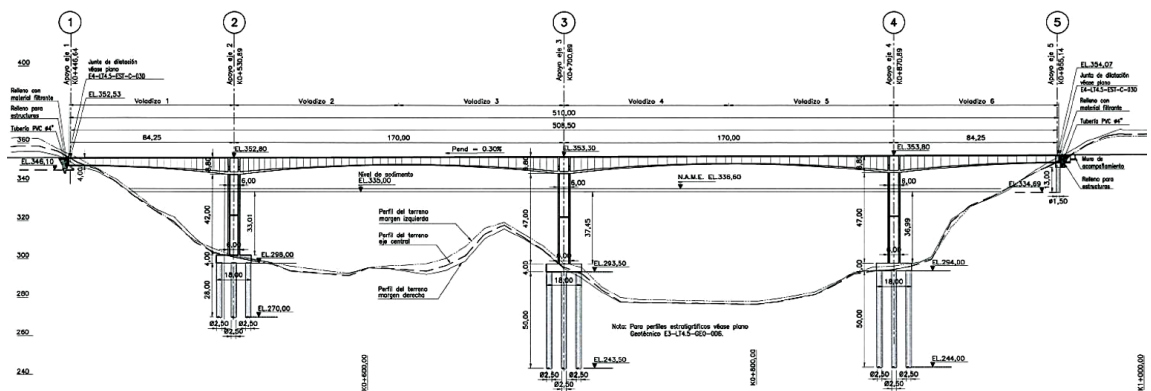 1
2
3
4
5
Apoyo eje 1
K0+446,64
Apoyo eje 2
K0+530,89
Apoyo eje 3
K0+700,89
Apoyo eje 4
K0+870,89
Apoyo eje 5
K0+955,14
400
360
340
320
300
280
260
240
Junta de dilatación
véase plano
E4-LT4.5-EST-C-030
EL.352,53
Relleno con
material filtrante
Relleno para
estructuras
Tubería PVC ø4"
EL.346,10
4,00
Voladizo 1
Voladizo 2
Voladizo 3
Voladizo 4
Voladizo 5
Voladizo 6
510,00
508,50
84,25
170,00
170,00
84,25
EL.352,80
Pend = 0.30%
EL.353,30
EL.353,80
EL.354,07
Junta de dilatación
véase plano
E4-LT4.5-EST-C-030
Relleno con
material filtrante
Tubería PVC ø4"
Muro de
acompañamiento
Relleno para
estructuras
EL.334,69
13,00
ø1,50
Nivel de sedimento
EL.335,00
N.A.M.E. EL.336,60
6,00
6,00
6,00
42,00
33,01
47,00
37,45
47,00
36,99
Perfil del terreno
margen izquierda
Perfil del terreno
eje central
Perfil del terreno
margen derecho
6,00
6,00
6,00
4,00
EL.298,00
18,00
28,00
EL.270,00
ø2,50
ø2,50
ø2,50
4,00
EL.293,50
18,00
50,00
EL.243,50
ø2,50
ø2,50
ø2,50
EL.294,00
18,00
50,00
EL.244,00
ø2,50
ø2,50
ø2,50
Nota: Para perfiles estratigráficos véase plano
Geotécnico E3-LT4.5-GEO-006.
K0+600,00
K0+800,00
K1+000,00